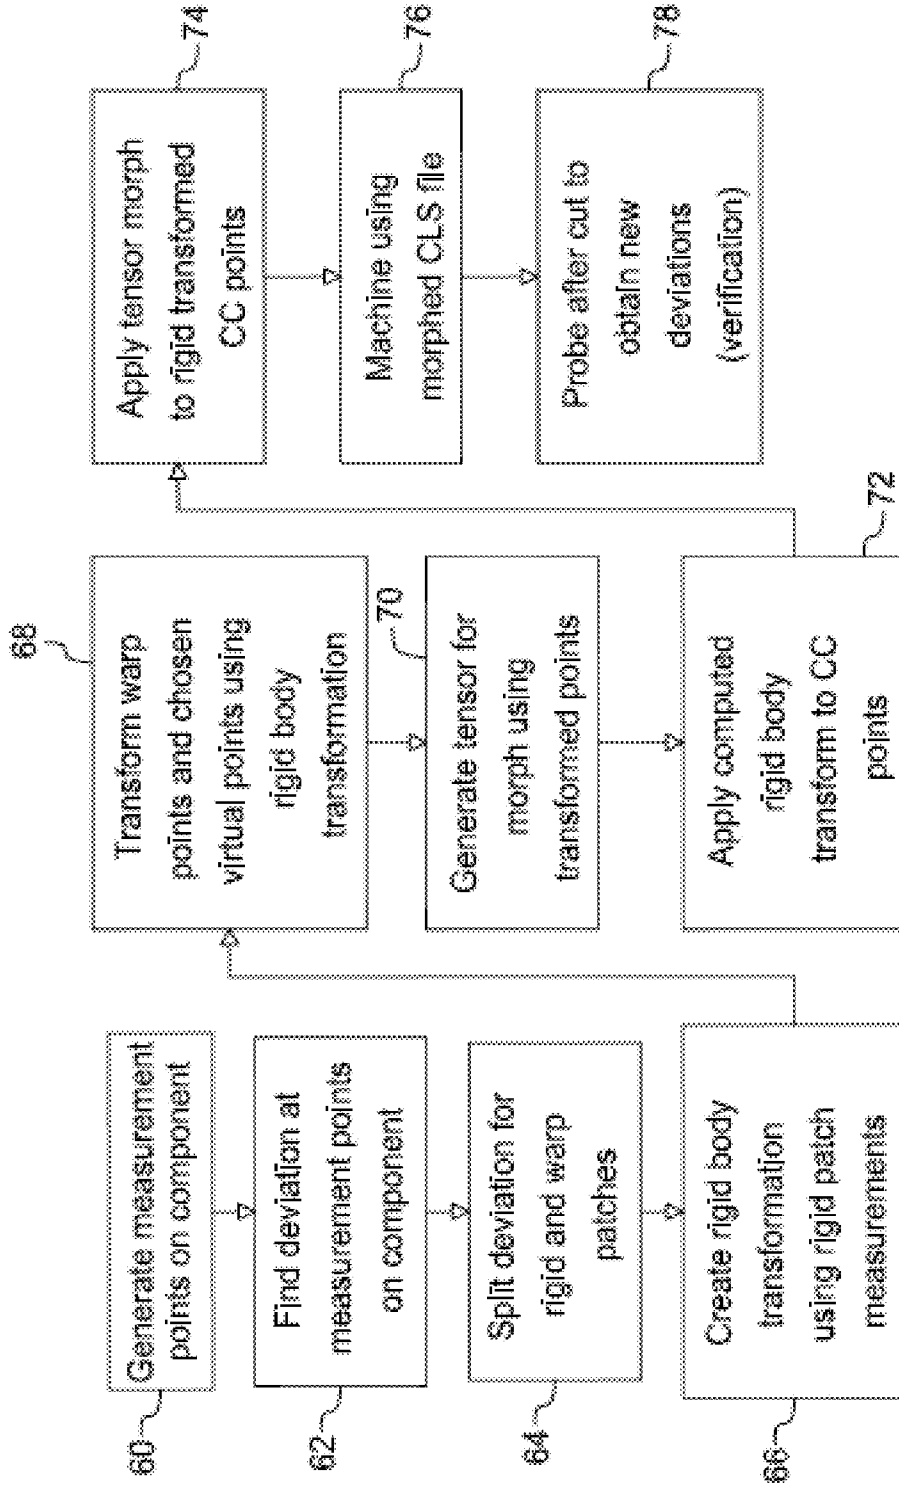 60
Generate measurement
points on component
62
Find deviation at
measurement points
on component
64
Split deviation for
rigid and warp
patches
66
Create rigid body
transformation
using rigid patch
measurements
68
Transform warp
points and chosen
virtual points using
rigid body
transformation
70
Generate tensor for
morph using
transformed points
72
Apply computed
rigid body
transform to CC
points
74
Apply tensor morph
to rigid transformed
CC points
76
Machine using
morphed CLS file
78
Probe after cut to
obtain new
deviations
(verification)